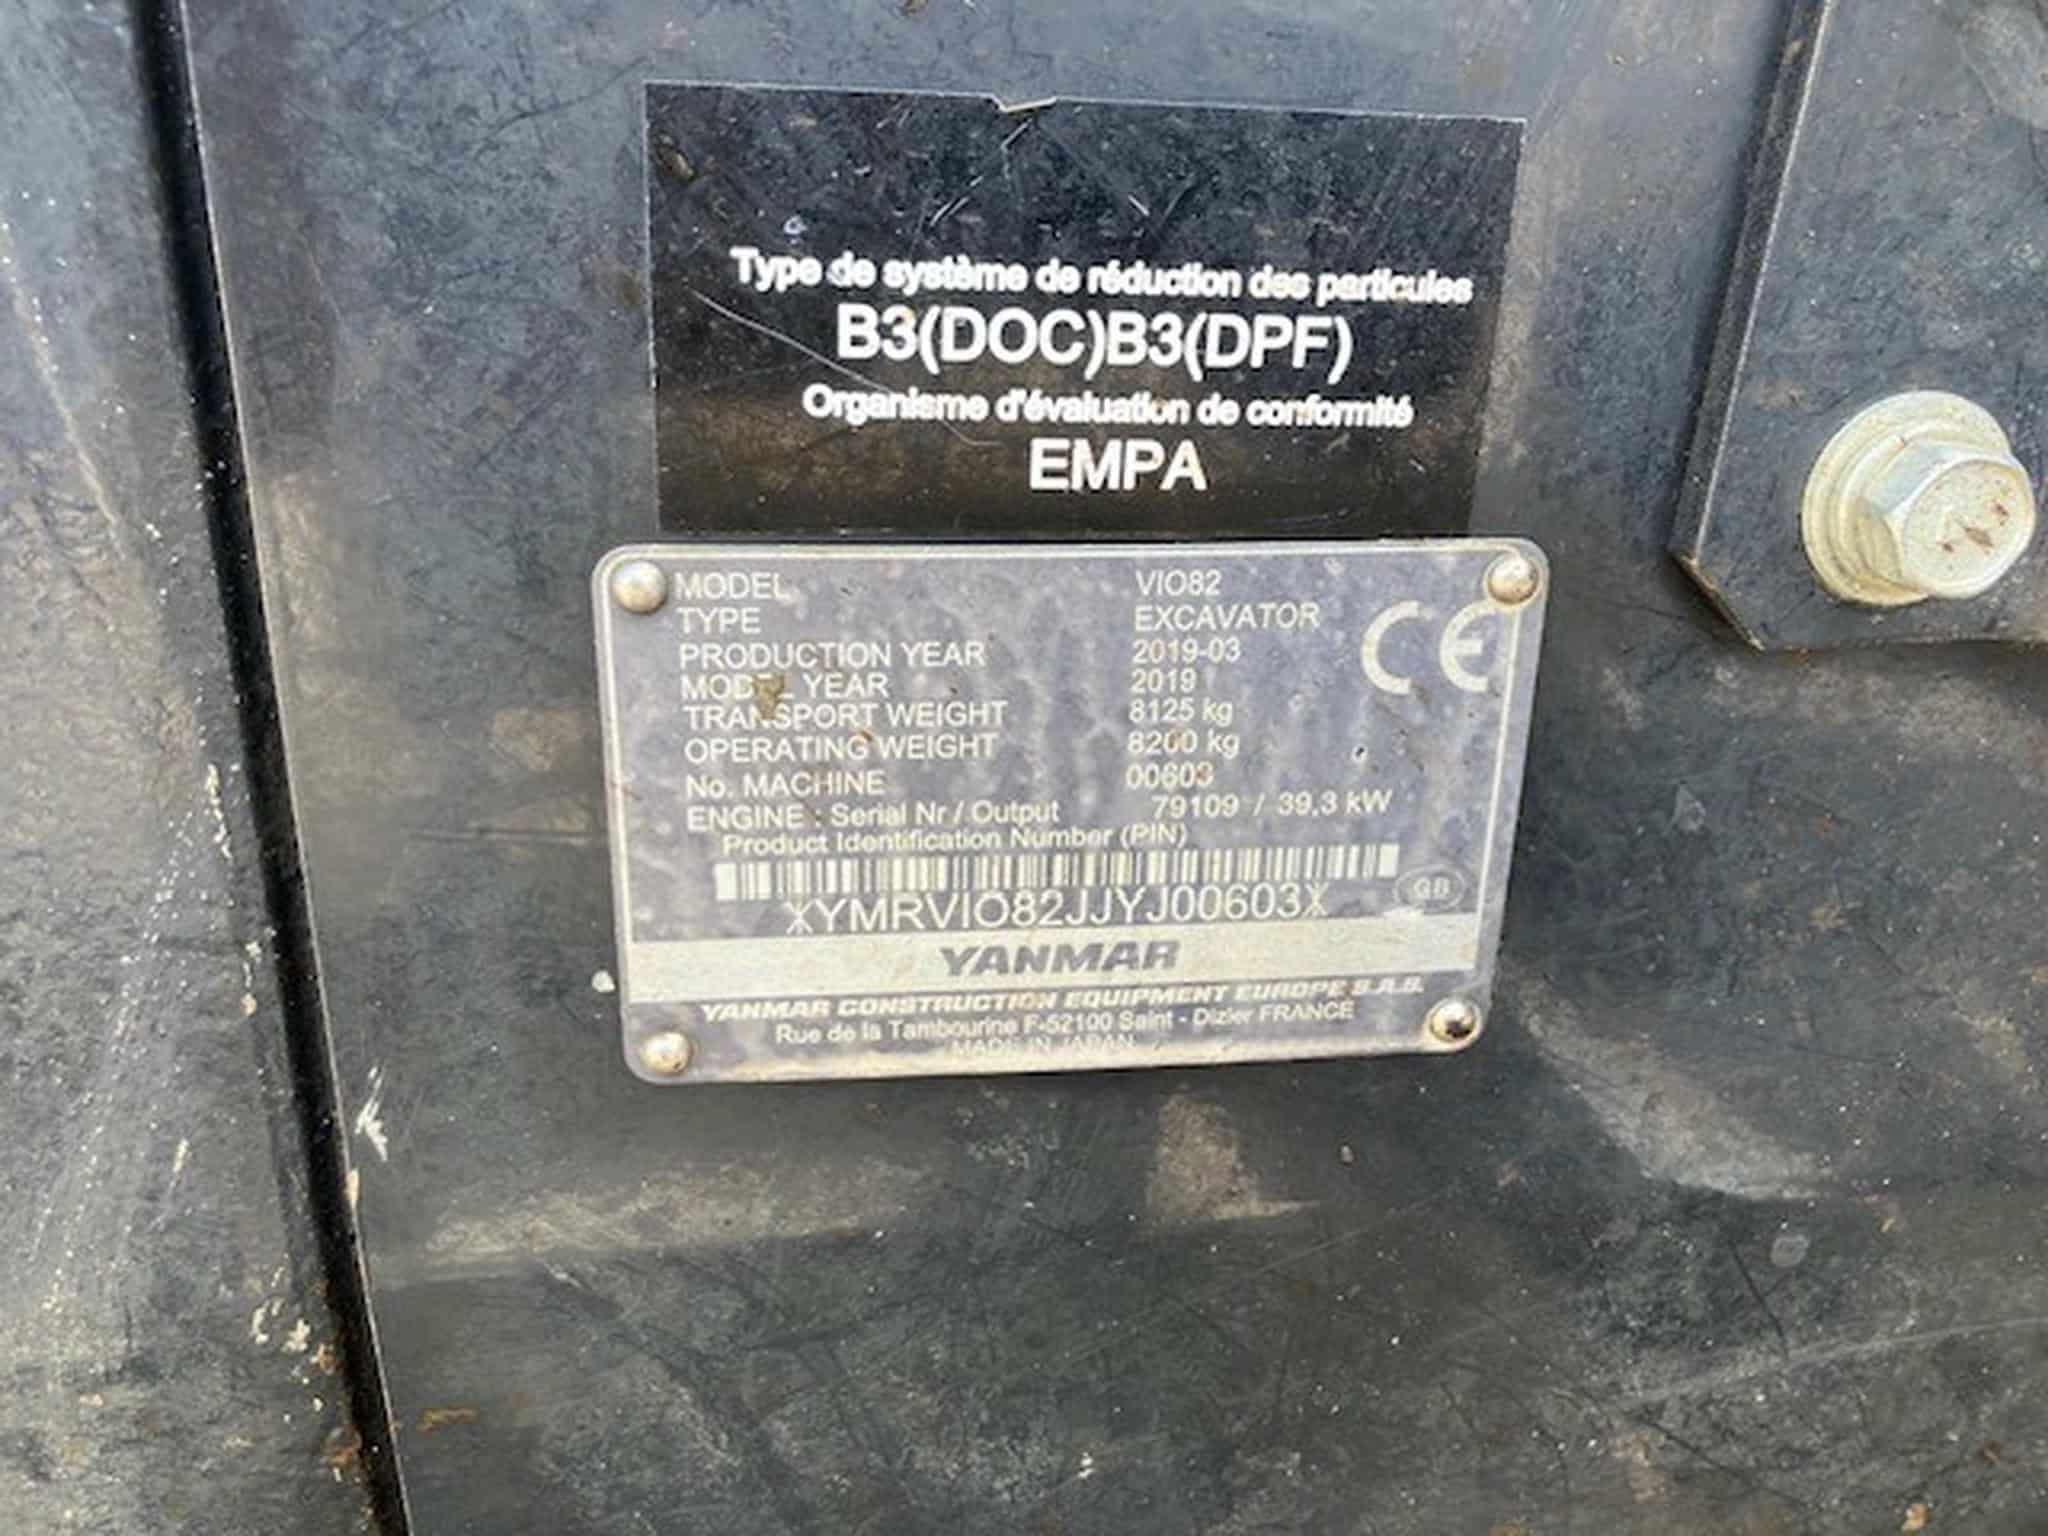 Type de système de réduction des particules
B3(DOC)B3(DPF)
Organisme d'évaluation de conformité
EMPA
MODEL VIO82
TYPE EXCAVATOR
PRODUCTION YEAR 2019-03
MODEL YEAR 2019
TRANSPORT WEIGHT 8125 kg
OPERATING WEIGHT 8200 kg
No. MACHINE 00603
ENGINE : Serial Nr / Output 79109 / 39,3 kW
Product Identification Number (PIN)
CE
GB
YMRVIO82JJYJ00603
YANMAR
YANMAR CONSTRUCTION EQUIPMENT EUROPE S.A.S.
Rue de la Tambourine F-52100 Saint - Dizier FRANCE
MADE IN JAPAN